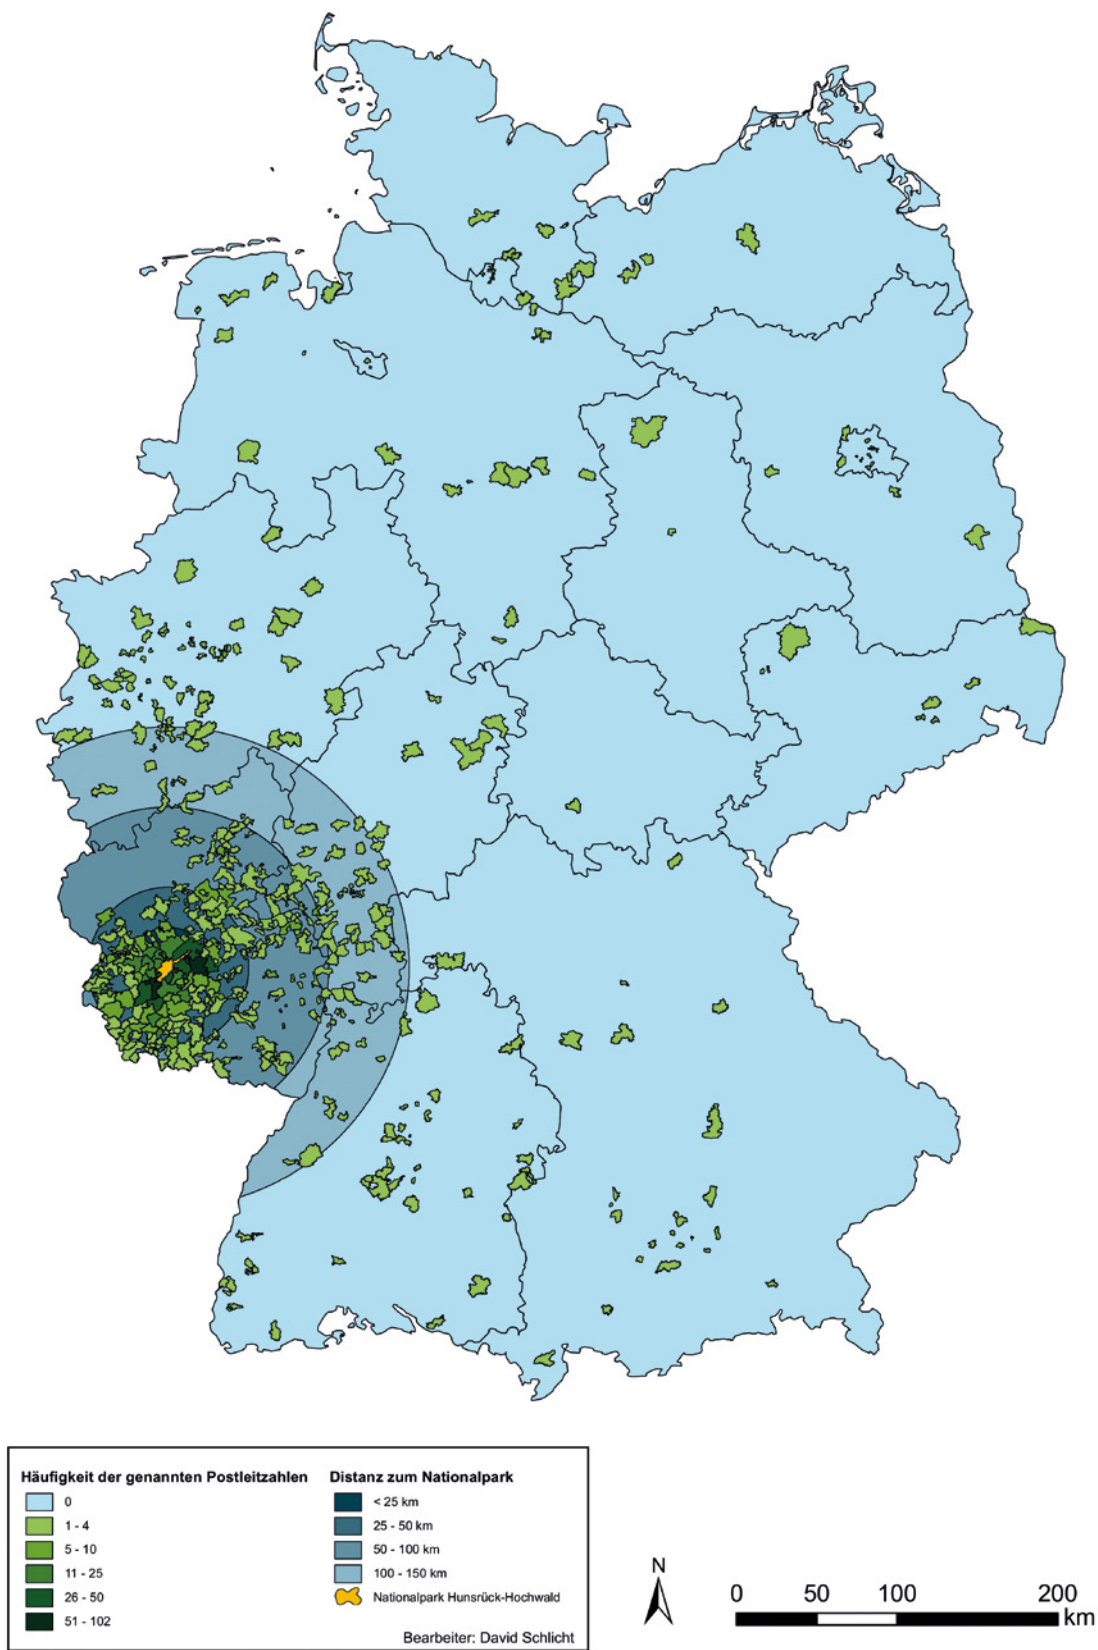 Häufigkeit der genannten Postleitzahlen
0
1 - 4
5 - 10
11 - 25
26 - 50
51 - 102
Distanz zum Nationalpark
< 25 km
25 - 50 km
50 - 100 km
100 - 150 km
Nationalpark Hunsrück-Hochwald
Bearbeiter: David Schlicht
N
0 50 100 200
km